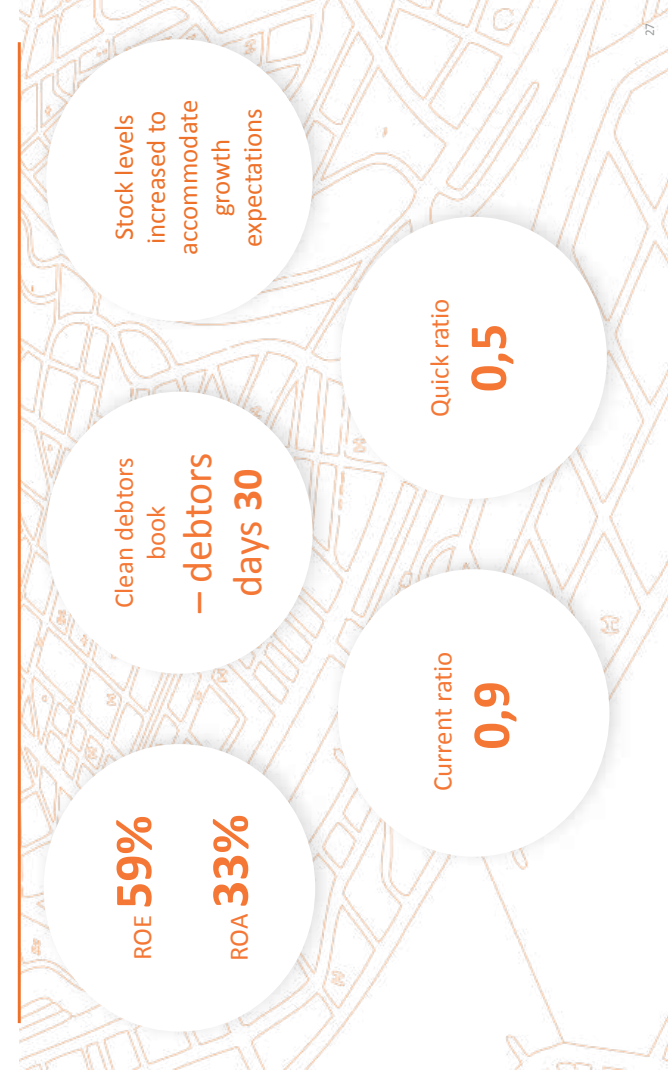 ROE 59%
ROA 33%
Clean debtors
book
– debtors
days 30
Stock levels
increased to
accommodate
growth
expectations
Current ratio
0,9
Quick ratio
0,5
27